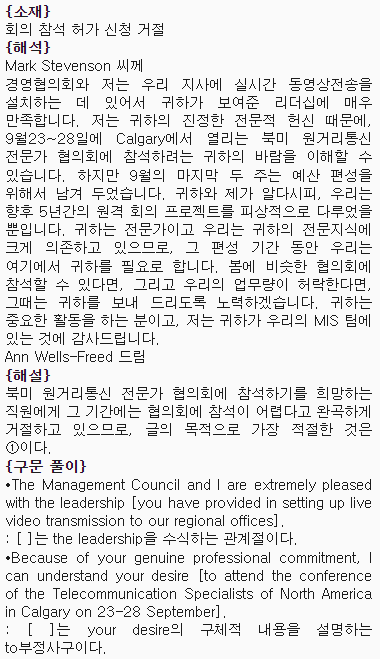 {소재}
회의 참석 허가 신청 거절
{해석}
Mark Stevenson 씨께
경영협의회와 저는 우리 지사에 실시간 동영상전송을
설치하는 데 있어서 귀하가 보여준 리더십에 매우
만족합니다. 저는 귀하의 진정한 전문적 헌신 때문에,
9월23~28일에 Calgary에서 열리는 북미 원거리통신
전문가 협의회에 참석하려는 귀하의 바람을 이해할 수
있습니다. 하지만 9월의 마지막 두 주는 예산 편성을
위해서 남겨 두었습니다. 귀하와 제가 알다시피, 우리는
향후 5년간의 원격 회의 프로젝트를 피상적으로 다루었을
뿐입니다. 귀하는 전문가이고 우리는 귀하의 전문지식에
크게 의존하고 있으므로, 그 편성 기간 동안 우리는
여기에서 귀하를 필요로 합니다. 봄에 비슷한 협의회에
참석할 수 있다면, 그리고 우리의 업무량이 허락한다면,
그때는 귀하를 보내 드리도록 노력하겠습니다. 귀하는
중요한 활동을 하는 분이고, 저는 귀하가 우리의 MIS 팀에
있는 것에 감사드립니다.
Ann Wells-Freed 드림
{해설}
북미 원거리통신 전문가 협의회에 참석하기를 희망하는
직원에게 그 기간에는 협의회에 참석이 어렵다고 완곡하게
거절하고 있으므로, 글의 목적으로 가장 적절한 것은
①이다.
{구문 풀이}
•The Management Council and I are extremely pleased
with the leadership [you have provided in setting up live
video transmission to our regional offices].
: [ ]는 the leadership을 수식하는 관계절이다.
•Because of your genuine professional commitment, I
can understand your desire [to attend the conference
of the Telecommunication Specialists of North America
in Calgary on 23-28 September].
: [ ]는 your desire의 구체적 내용을 설명하는
to부정사구이다.